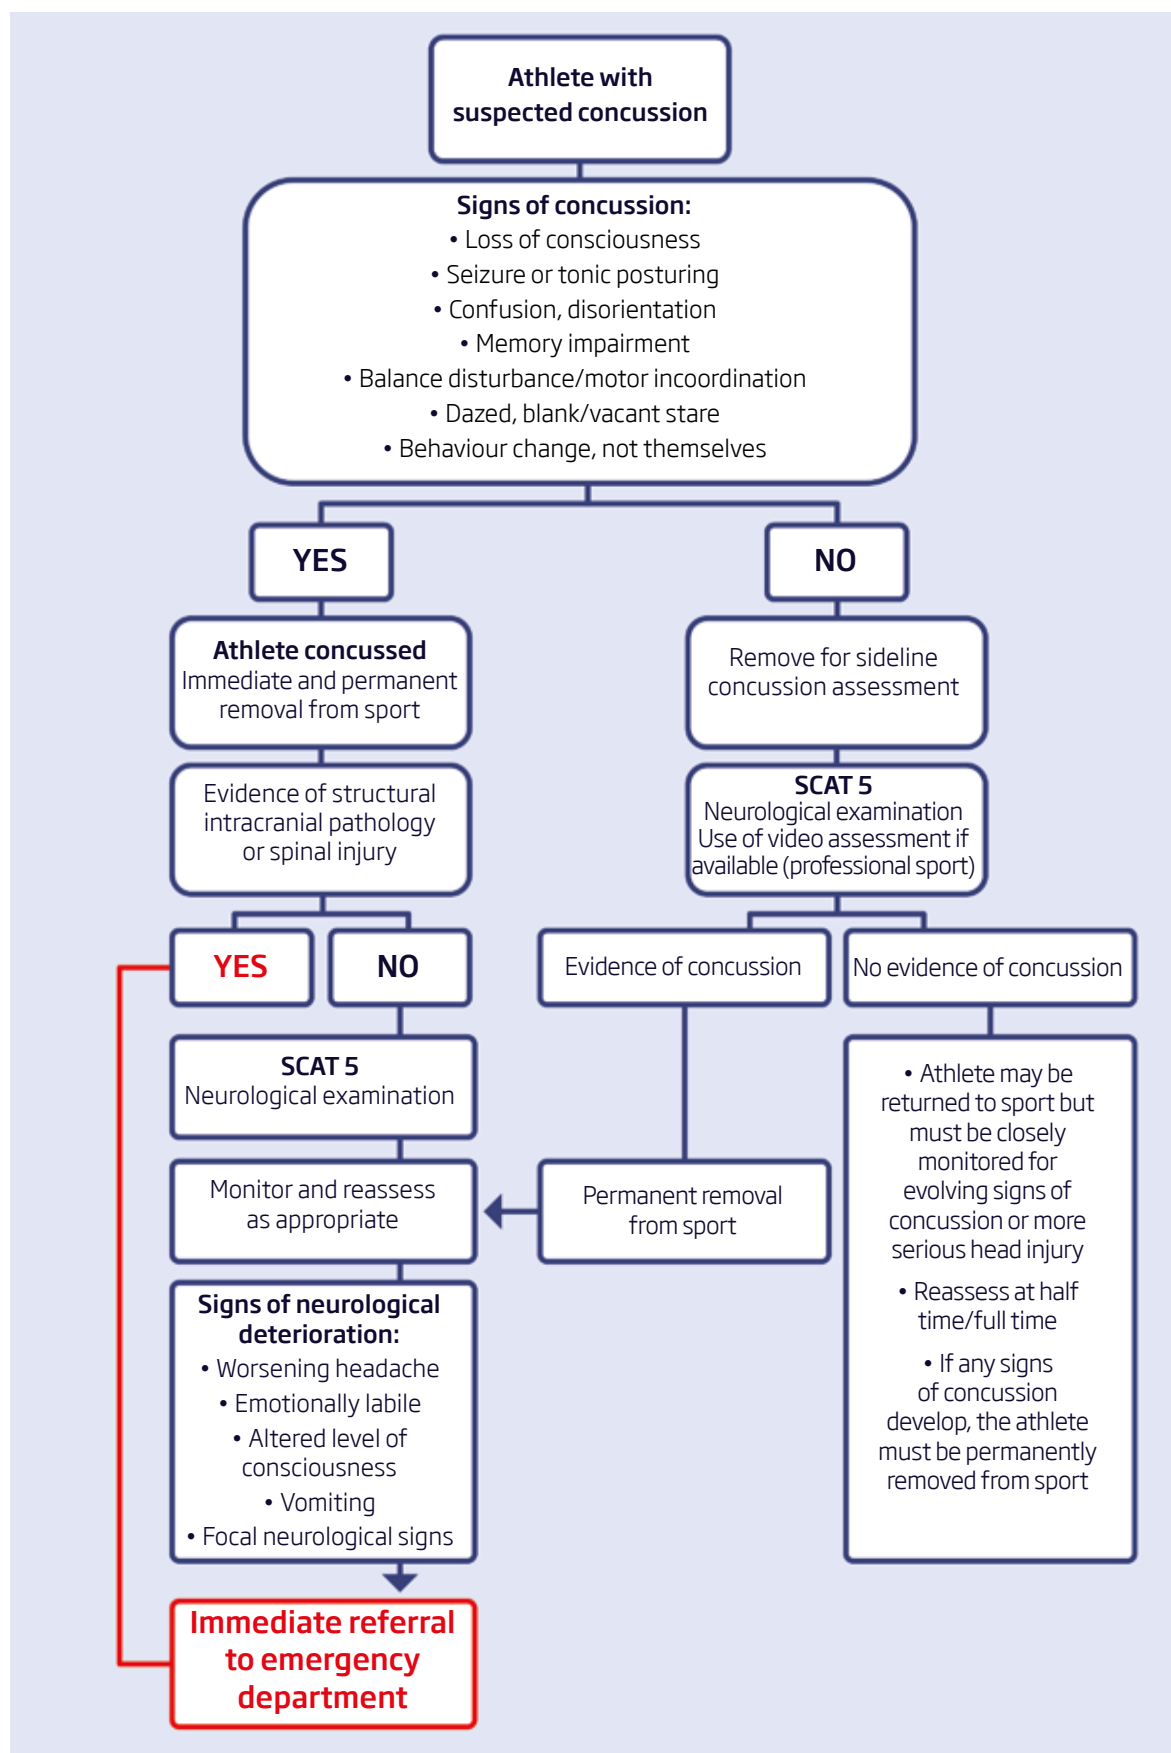 Athlete with
suspected concussion
Signs of concussion:
• Loss of consciousness
• Seizure or tonic posturing
• Confusion, disorientation
• Memory impairment
• Balance disturbance/motor incoordination
• Dazed, blank/vacant stare
• Behaviour change, not themselves
YES
NO
Athlete concussed
Immediate and permanent
removal from sport
Remove for sideline
concussion assessment
Evidence of structural
intracranial pathology
or spinal injury
SCAT 5
Neurological examination
Use of video assessment if
available (professional sport)
YES
NO
Evidence of concussion
No evidence of concussion
SCAT 5
Neurological examination
Monitor and reassess
as appropriate
Permanent removal
from sport
• Athlete may be
returned to sport but
must be closely
monitored for
evolving signs of
concussion or more
serious head injury
• Reassess at half
time/full time
• If any signs
of concussion
develop, the athlete
must be permanently
removed from sport
Signs of neurological
deterioration:
• Worsening headache
• Emotionally labile
• Altered level of
consciousness
• Vomiting
• Focal neurological signs
Immediate referral
to emergency
department